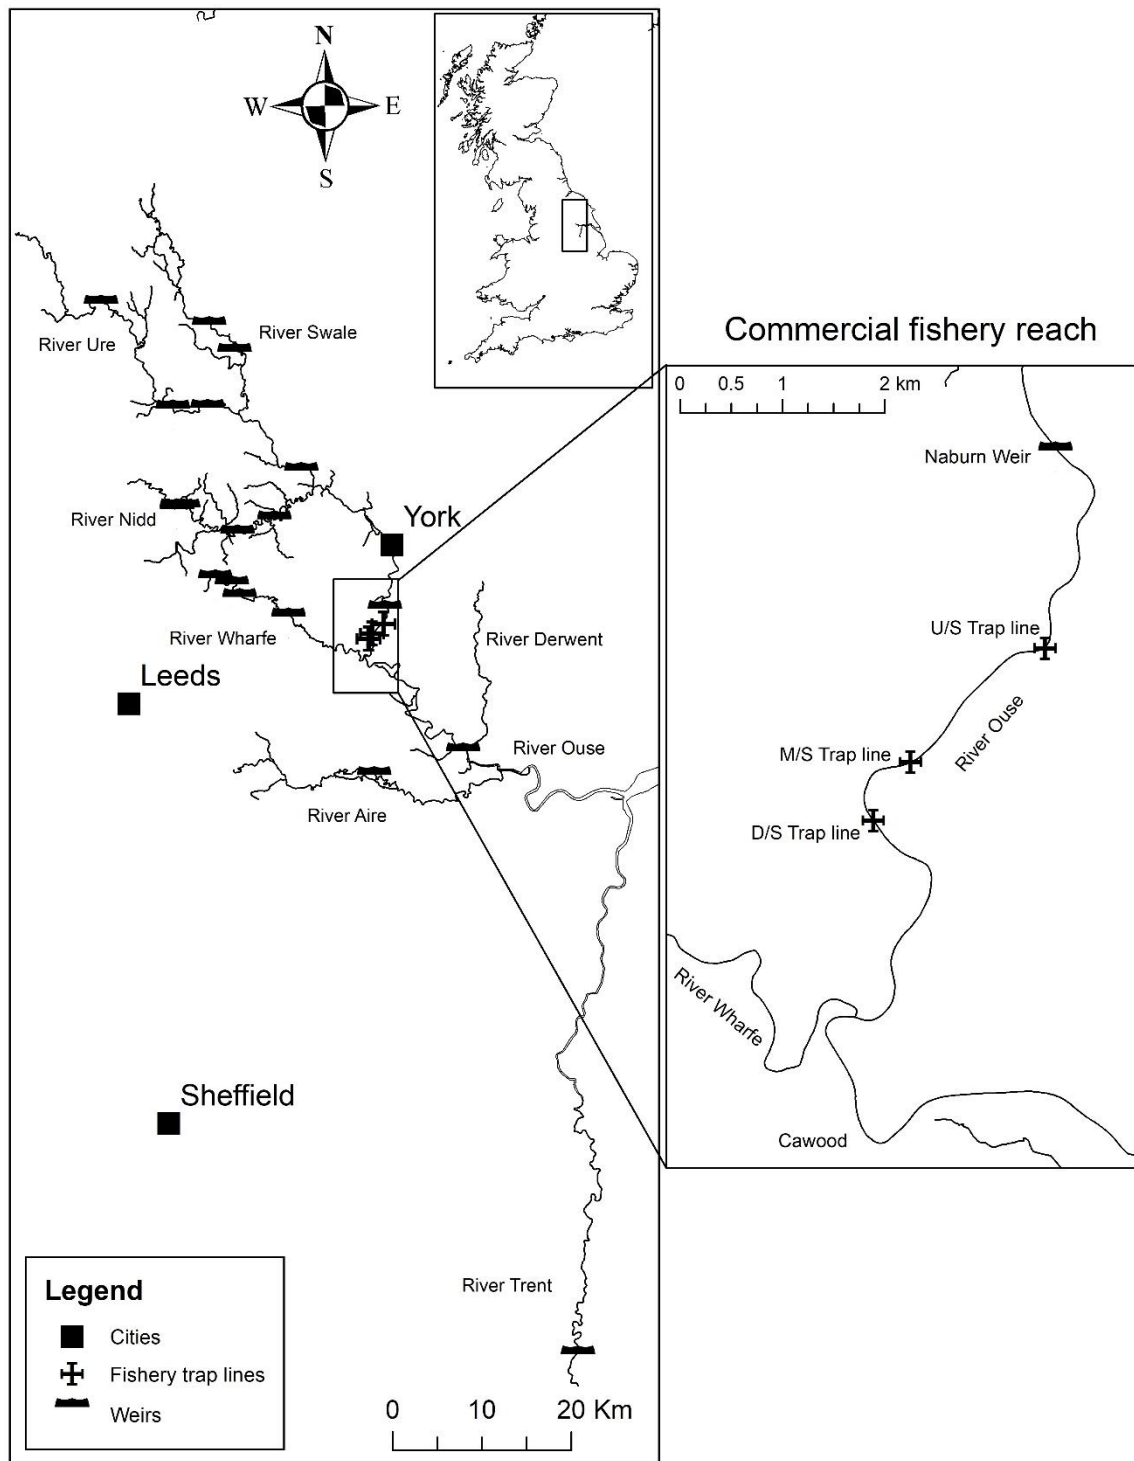 N
W E
S
River Ure
River Swale
River Nidd
York
River Wharfe
River Derwent
Leeds
River Ouse
River Aire
Sheffield
River Trent
Legend
Cities
Fishery trap lines
Weirs
0 10 20 Km
Commercial fishery reach
0 0.5 1 2 km
Naburn Weir
U/S Trap line
River Ouse
M/S Trap line
D/S Trap line
River Wharfe
Cawood